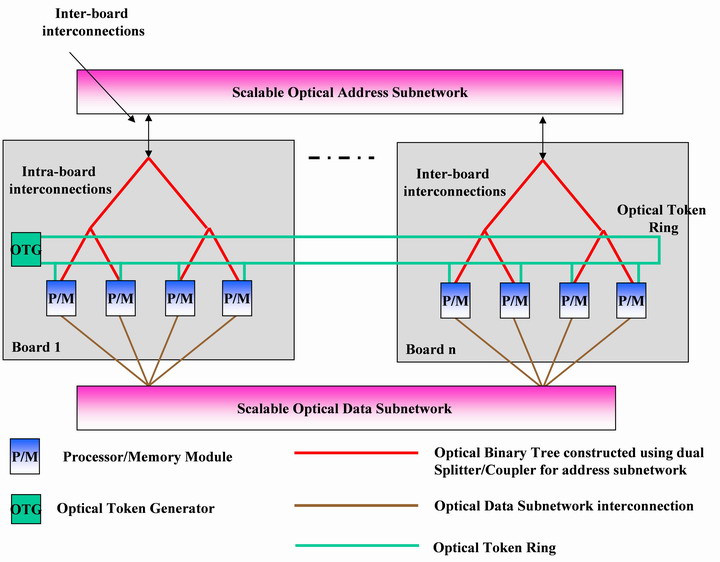 Inter-board
interconnections
Scalable Optical Address Subnetwork
Intra-board
interconnections
Inter-board
interconnections
Optical Token
Ring
OTG
P/M
P/M
P/M
P/M
P/M
P/M
P/M
P/M
Board 1
Board n
Scalable Optical Data Subnetwork
P/M
Processor/Memory Module
Optical Binary Tree constructed using dual
Splitter/Coupler for address subnetwork
OTG
Optical Token Generator
Optical Data Subnetwork interconnection
Optical Token Ring